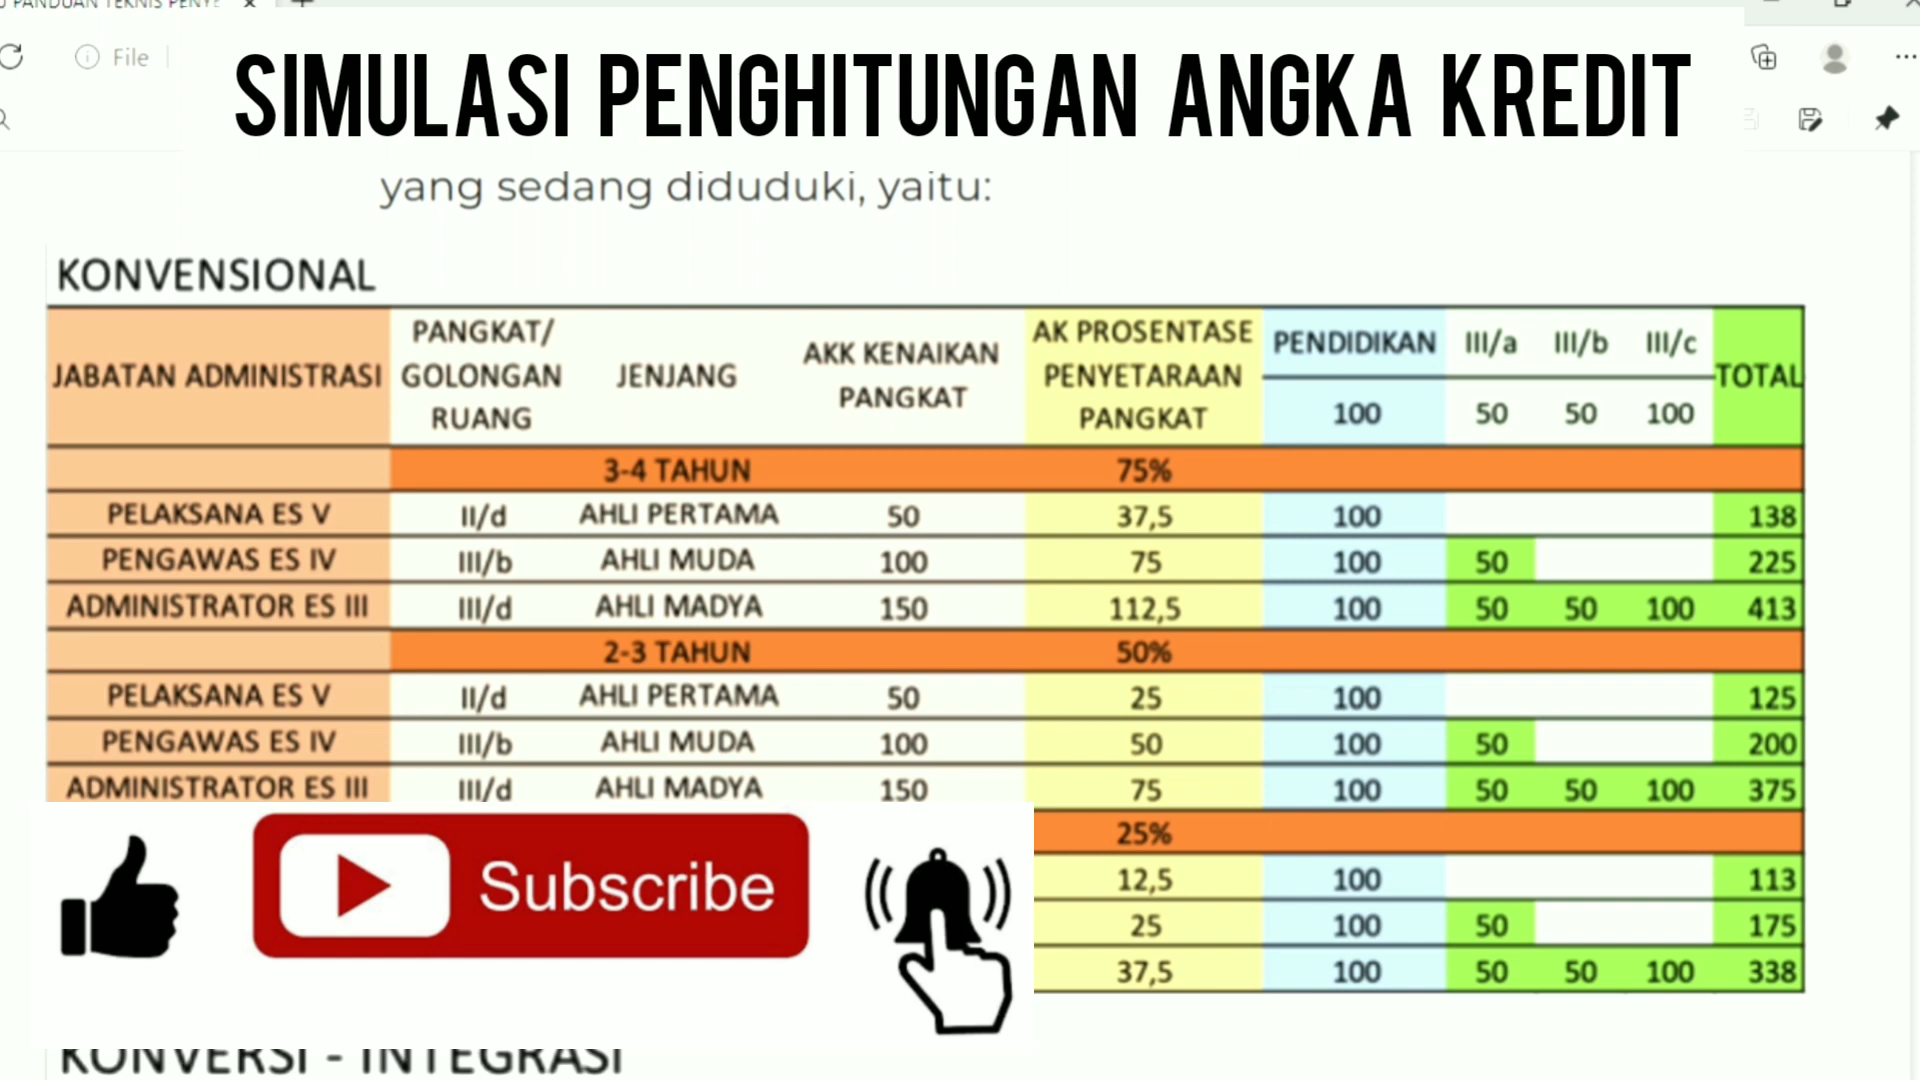 PANDUAN TEKNIS
File
SIMULASI PENGHITUNGAN ANGKA KREDIT
yang sedang diduduki, yaitu:
KONVENSIONAL
JABATAN ADMINISTRASI PANGKAT/ GOLONGAN RUANG JENJANG AKK KENAIKAN PANGKAT AK PROSENTASE PENYETARAAN PANGKAT PENDIDIKAN III/a III/b III/c TOTAL
100 50 50 100
3-4 TAHUN 75%
PELAKSANA ES V II/d AHLI PERTAMA 50 37,5 100 138
PENGAWAS ES IV III/b AHLI MUDA 100 75 100 50 225
ADMINISTRATOR ES III III/d AHLI MADYA 150 112,5 100 50 50 100 413
2-3 TAHUN 50%
PELAKSANA ES V II/d AHLI PERTAMA 50 25 100 125
PENGAWAS ES IV III/b AHLI MUDA 100 50 100 50 200
ADMINISTRATOR ES III III/d AHLI MADYA 150 75 100 50 50 100 375
25%
12,5 100 113
25 100 50 175
37,5 100 50 50 100 338
Subscribe
KONVERSI - INTEGRASI